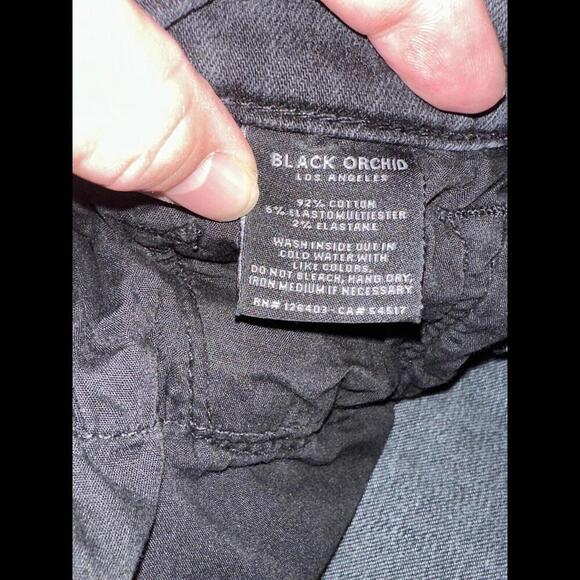 BLACK ORCHID
LOS ANGELES
92% COTTON
6% ELASTOMULTIESTER
2% ELASTANE
WASH INSIDE OUT IN
COLD WATER WITH
LIKE COLORS.
DO NOT BLEACH, HANG DRY,
IRON MEDIUM IF NECESSARY
RN# 126403 - CA# 54517